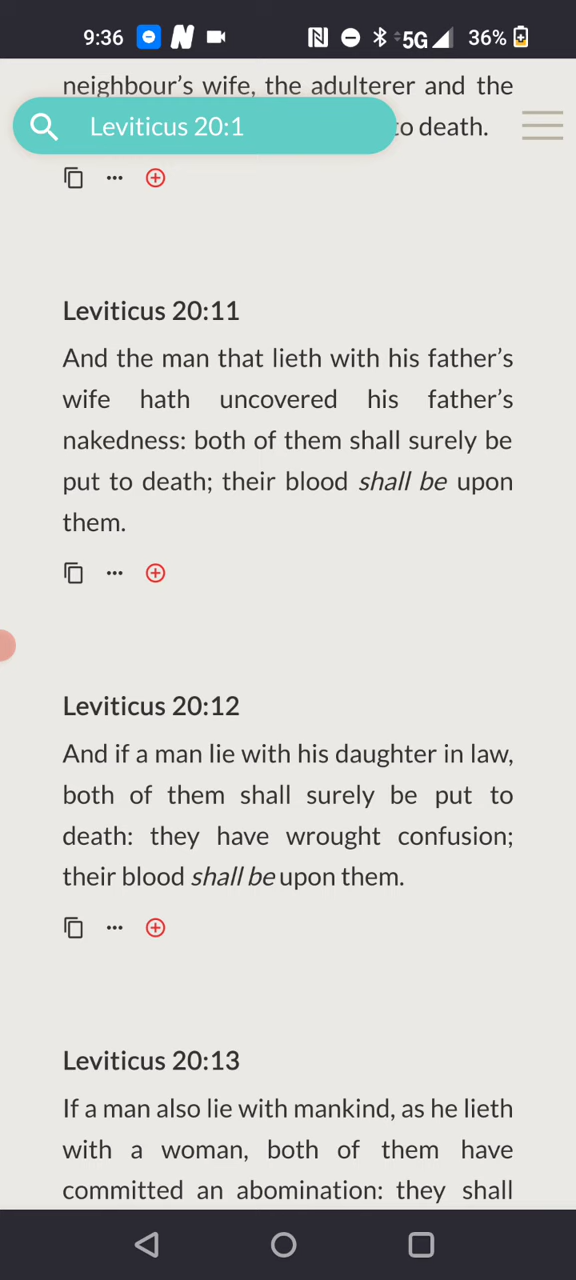 9:36
5G 36%
neighbour's wife, the adulterer and the
Leviticus 20:1
to death.
Leviticus 20:11
And the man that lieth with his father's
wife hath uncovered his father's
nakedness: both of them shall surely be
put to death; their blood shall be upon
them.
Leviticus 20:12
And if a man lie with his daughter in law,
both of them shall surely be put to
death: they have wrought confusion;
their blood shall be upon them.
Leviticus 20:13
If a man also lie with mankind, as he lieth
with a woman, both of them have
committed an abomination: they shall